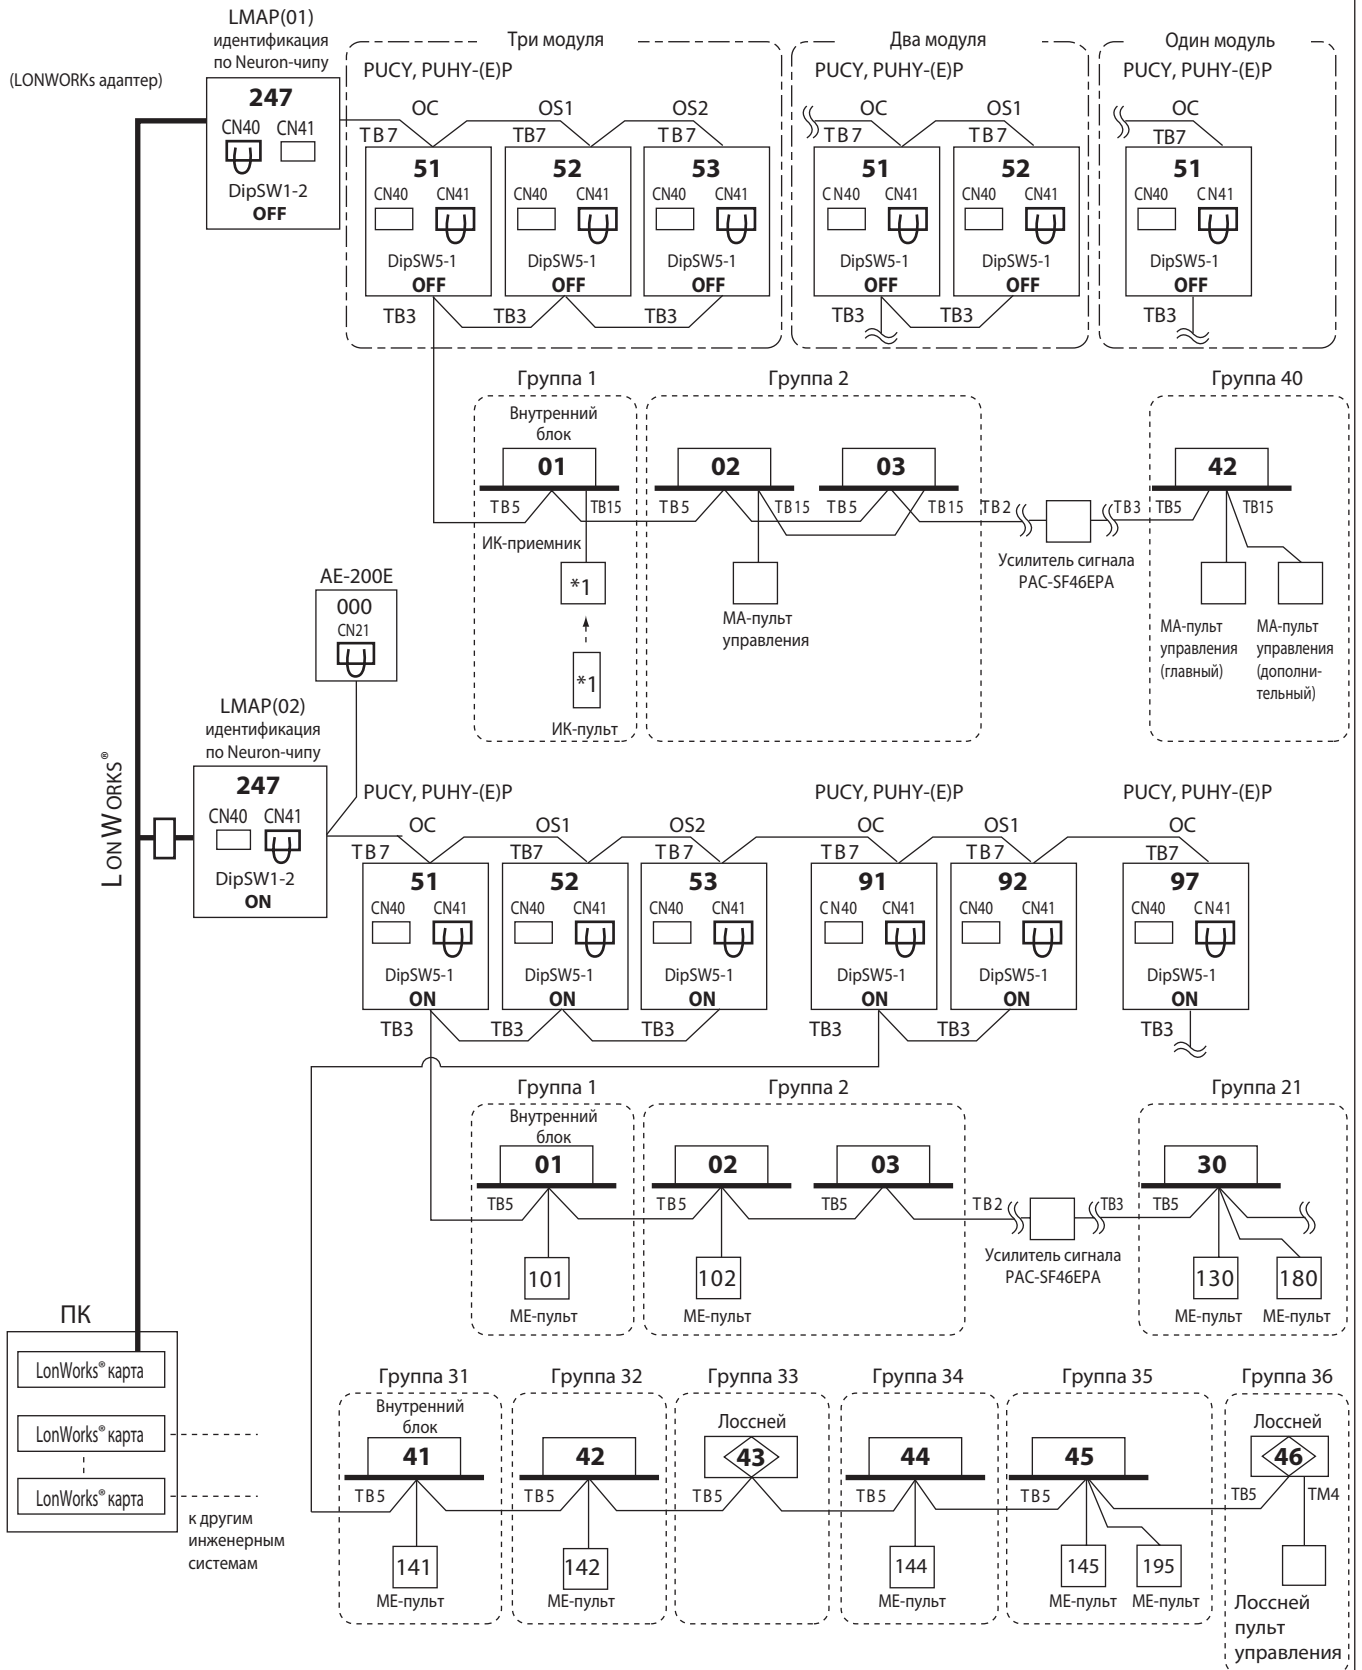 LMAP(01)
идентификация
по Neuron-чипу
(LONWORKs адаптер)
247
CN40 CN41
DipSW1-2
OFF
Три модуля
Два модуля
Один модуль
PUCY, PUHY-(E)P
PUCY, PUHY-(E)P
PUCY, PUHY-(E)P
OC OS1 OS2
OC OS1
OC
TB7 TB7 TB7
TB7 TB7
TB7
51 52 53
51 52
51
CN40 CN41 CN40 CN41 CN40 CN41
CN40 CN41 CN40 CN41
CN40 CN41
DipSW5-1 DipSW5-1 DipSW5-1
DipSW5-1 DipSW5-1
DipSW5-1
OFF OFF OFF
OFF OFF
OFF
TB3 TB3 TB3
TB3 TB3
TB3
Группа 1
Группа 2
Группа 40
Внутренний
блок
01
02 03
42
TB5 TB15
TB5 TB15 TB5 TB15
TB2
TB3
TB5 TB15
ИК-приемник
*1
*1
ИК-пульт
МА-пульт
управления
Усилитель сигнала
PAC-SF46EPA
МА-пульт
управления
(главный)
МА-пульт
управления
(дополни-
тельный)
AE-200E
000
CN21
LMAP(02)
идентификация
по Neuron-чипу
247
CN40 CN41
DipSW1-2
ON
LONWORKS®
PUCY, PUHY-(E)P
PUCY, PUHY-(E)P
PUCY, PUHY-(E)P
OC OS1 OS2
OC OS1
OC
TB7 TB7 TB7
TB7 TB7
TB7
51 52 53
91 92
97
CN40 CN41 CN40 CN41 CN40 CN41
CN40 CN41 CN40 CN41
CN40 CN41
DipSW5-1 DipSW5-1 DipSW5-1
DipSW5-1 DipSW5-1
DipSW5-1
ON ON ON
ON ON
ON
TB3 TB3 TB3
TB3 TB3
TB3
Группа 1
Группа 2
Группа 21
Внутренний
блок
01
02 03
30
TB5
TB5 TB5
TB2
TB3
TB5
101
ME-пульт
102
ME-пульт
Усилитель сигнала
PAC-SF46EPA
130 180
ME-пульт ME-пульт
ПК
LonWorks® карта
LonWorks® карта
LonWorks® карта
к другим
инженерным
системам
Группа 31
Группа 32
Группа 33
Группа 34
Группа 35
Группа 36
Внутренний
блок
41
42
Лоссней
43
44
45
Лоссней
46
TB5
TB5
TB5
TB5
TB5
TB5 TM4
141
ME-пульт
142
ME-пульт
144
ME-пульт
145 195
ME-пульт ME-пульт
Лоссней
пульт
управления